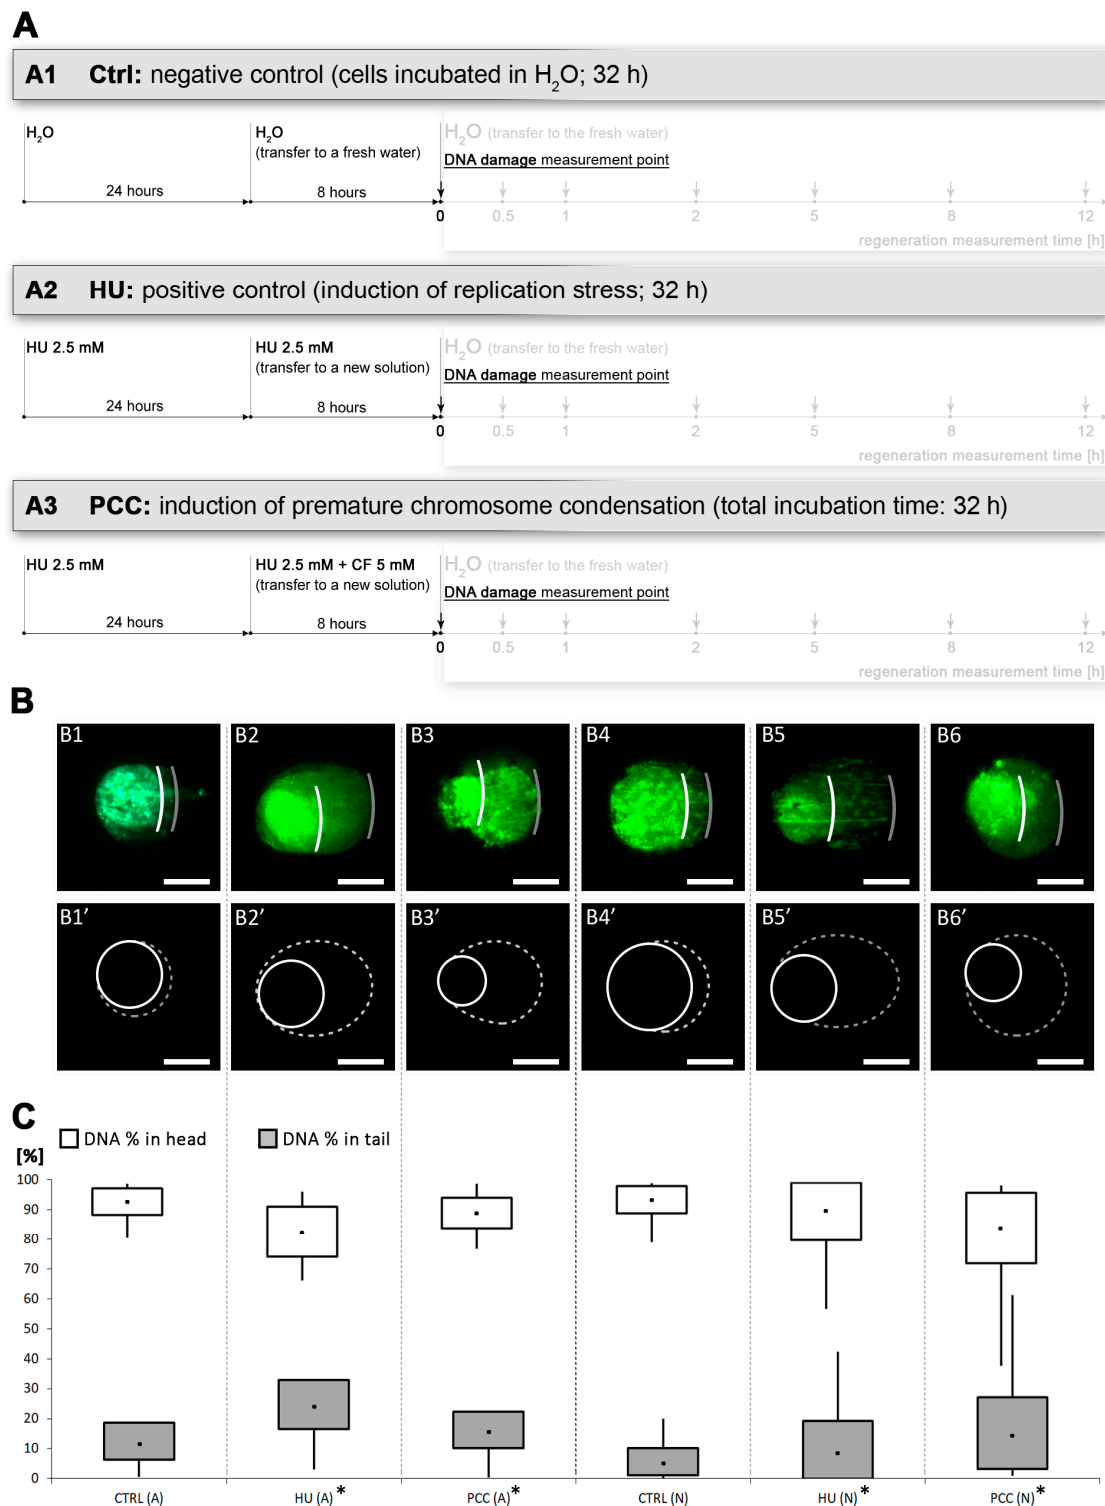 A
A1 Ctrl: negative control (cells incubated in H2O; 32 h)
H2O
H2O
(transfer to a fresh water)
H2O (transfer to the fresh water)
DNA damage measurement point
24 hours
8 hours
0 0.5 1 2 5 8 12
regeneration measurement time [h]
A2 HU: positive control (induction of replication stress; 32 h)
HU 2.5 mM
HU 2.5 mM
(transfer to a new solution)
H2O (transfer to the fresh water)
DNA damage measurement point
24 hours
8 hours
0 0.5 1 2 5 8 12
regeneration measurement time [h]
A3 PCC: induction of premature chromosome condensation (total incubation time: 32 h)
HU 2.5 mM
HU 2.5 mM + CF 5 mM
(transfer to a new solution)
H2O (transfer to the fresh water)
DNA damage measurement point
24 hours
8 hours
0 0.5 1 2 5 8 12
regeneration measurement time [h]
B
B1 B2 B3 B4 B5 B6
B1' B2' B3' B4' B5' B6'
C
DNA % in head
DNA % in tail
[%]
100
90
80
70
60
50
40
30
20
10
0
CTRL (A) HU (A)* PCC (A)* CTRL (N) HU (N)* PCC (N)*